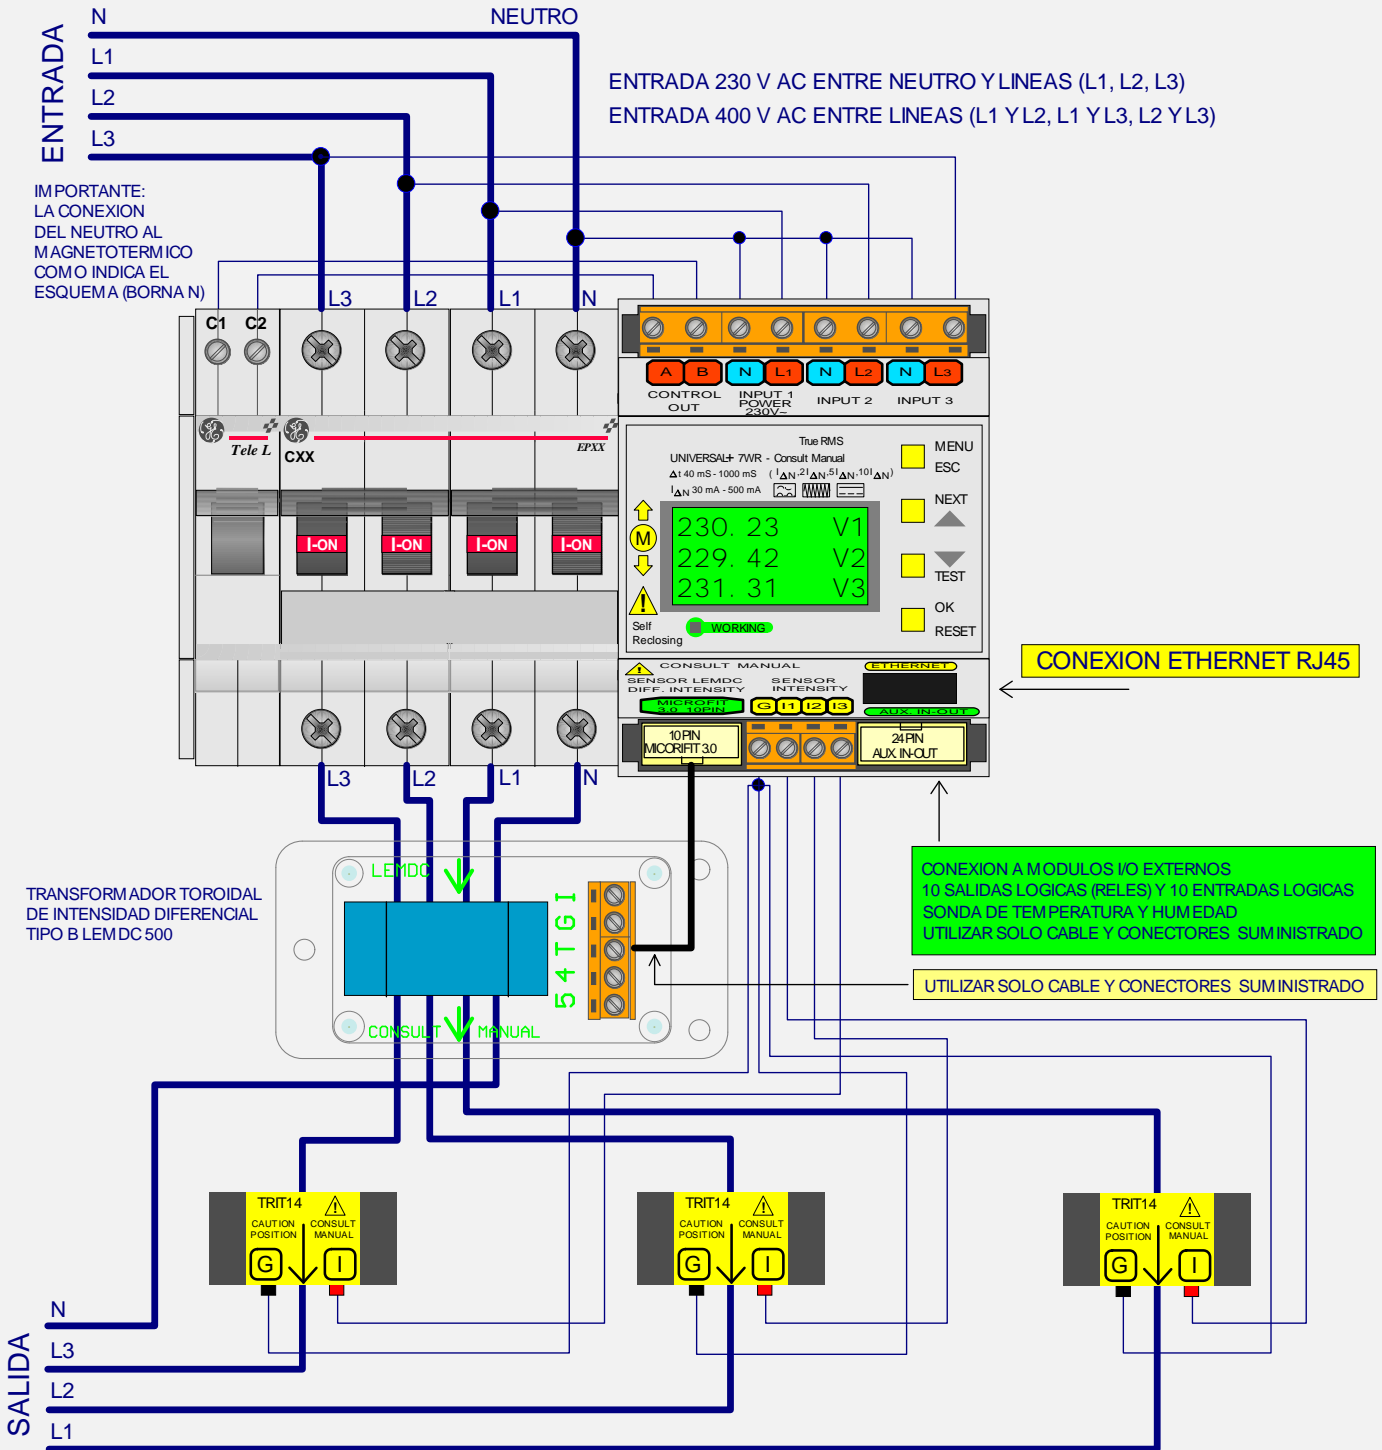 ENTRADA
N
NEUTRO
L1
L2
L3
ENTRADA 230 V AC ENTRE NEUTRO Y LINEAS (L1, L2, L3)
ENTRADA 400 V AC ENTRE LINEAS (L1 Y L2, L1 Y L3, L2 Y L3)
IMPORTANTE:
LA CONEXION
DEL NEUTRO AL
MAGNETOTERMICO
COMO INDICA EL
ESQUEMA (BORNA N)
L3 L2 L1 N
C1 C2
A B N L1 N L2 N L3
CONTROL OUT
INPUT 1
POWER
230V~
INPUT 2
INPUT 3
Tele L
CXX
EPXX
True RMS
UNIVERSAL+ 7WR - Consult Manual
Δt 40 mS - 1000 mS ( IΔN,2IΔN,5IΔN,10IΔN)
IΔN 30 mA - 500 mA
MENU
ESC
NEXT
TEST
OK
RESET
230. 23 V1
229. 42 V2
231. 31 V3
M
Self
Reclosing
WORKING
I-ON I-ON I-ON I-ON
CONSULT MANUAL
SENSOR LEMDC
DIFF. INTENSITY
SENSOR
INTENSITY
ETHERNET
MICROFIT
3.0 10PIN
G I1 I2 I3
AUX. IN-OUT
10 PIN
MICORIFIT 3.0
24 PIN
AUX. IN-OUT
CONEXION ETHERNET RJ45
L3 L2 L1 N
LEMDC
5 4 T G I
CONSULT MANUAL
TRANSFORMADOR TOROIDAL
DE INTENSIDAD DIFERENCIAL
TIPO B LEMDC 500
CONEXION A MODULOS I/O EXTERNOS
10 SALIDAS LOGICAS (RELES) Y 10 ENTRADAS LOGICAS
SONDA DE TEMPERATURA Y HUMEDAD
UTILIZAR SOLO CABLE Y CONECTORES SUMINISTRADO
UTILIZAR SOLO CABLE Y CONECTORES SUMINISTRADO
TRIT14
CAUTION
POSITION
CONSULT
MANUAL
G I
TRIT14
CAUTION
POSITION
CONSULT
MANUAL
G I
TRIT14
CAUTION
POSITION
CONSULT
MANUAL
G I
SALIDA
N
L3
L2
L1